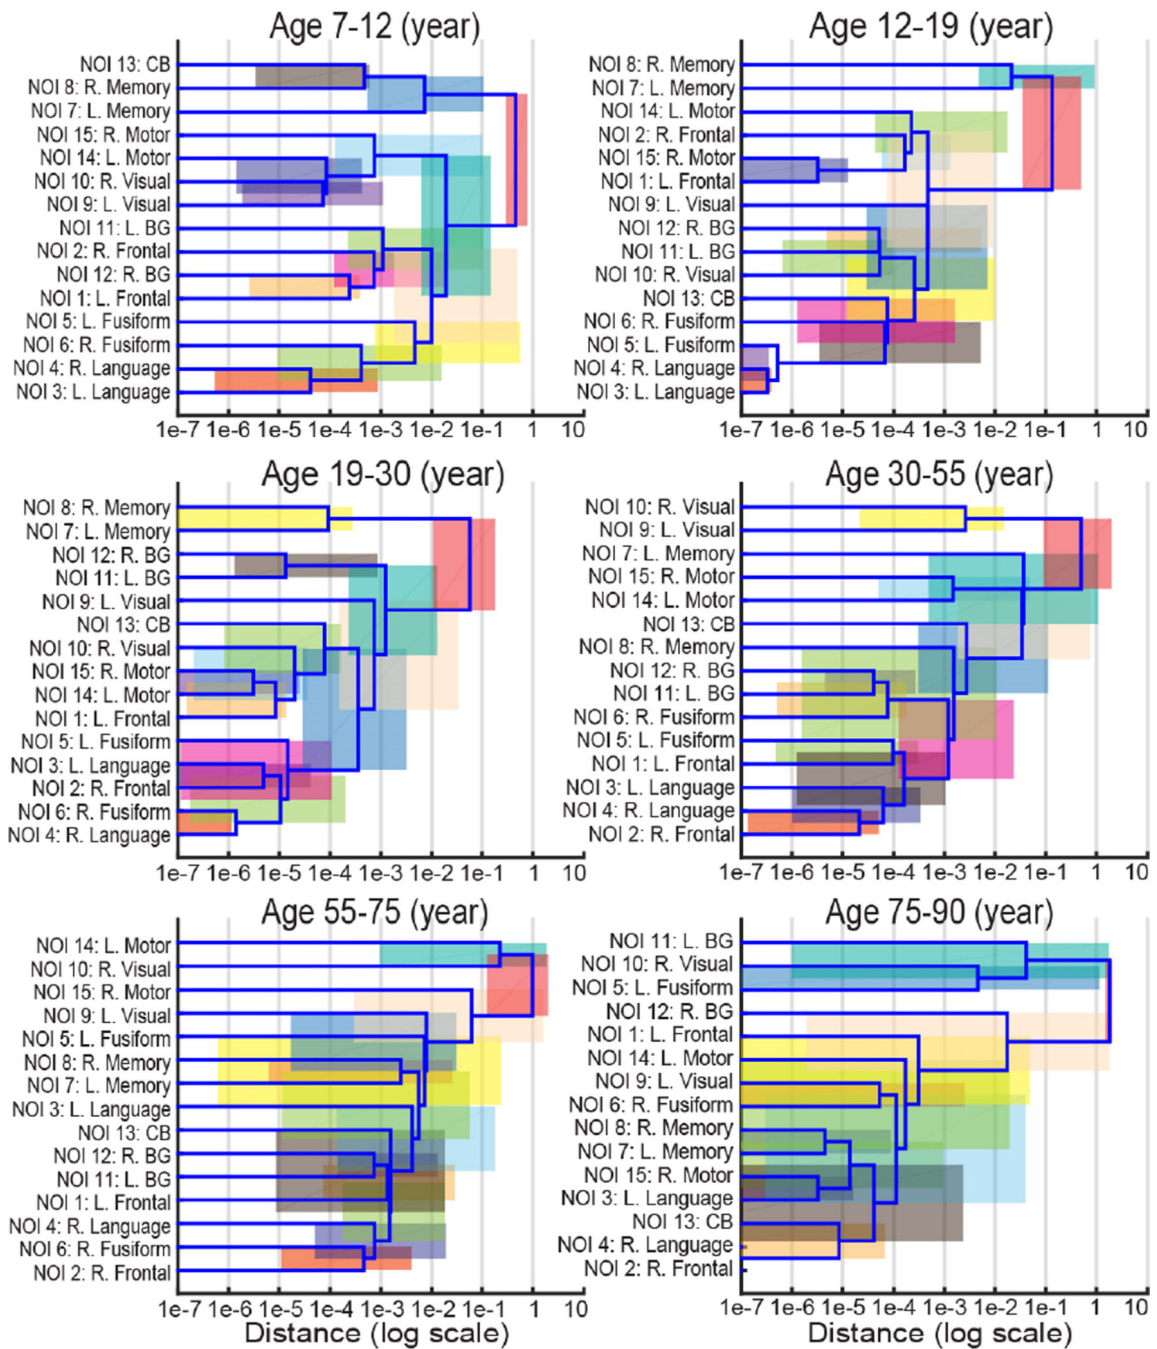 Age 7-12 (year)
NOI 13: CB
NOI 8: R. Memory
NOI 7: L. Memory
NOI 15: R. Motor
NOI 14: L. Motor
NOI 10: R. Visual
NOI 9: L. Visual
NOI 11: L. BG
NOI 2: R. Frontal
NOI 12: R. BG
NOI 1: L. Frontal
NOI 5: L. Fusiform
NOI 6: R. Fusiform
NOI 4: R. Language
NOI 3: L. Language
1e-7 1e-6 1e-5 1e-4 1e-3 1e-2 1e-1 1 10
Age 12-19 (year)
NOI 8: R. Memory
NOI 7: L. Memory
NOI 14: L. Motor
NOI 2: R. Frontal
NOI 15: R. Motor
NOI 1: L. Frontal
NOI 9: L. Visual
NOI 12: R. BG
NOI 11: L. BG
NOI 10: R. Visual
NOI 13: CB
NOI 6: R. Fusiform
NOI 5: L. Fusiform
NOI 4: R. Language
NOI 3: L. Language
1e-7 1e-6 1e-5 1e-4 1e-3 1e-2 1e-1 1 10
Age 19-30 (year)
NOI 8: R. Memory
NOI 7: L. Memory
NOI 12: R. BG
NOI 11: L. BG
NOI 9: L. Visual
NOI 13: CB
NOI 10: R. Visual
NOI 15: R. Motor
NOI 14: L. Motor
NOI 1: L. Frontal
NOI 5: L. Fusiform
NOI 3: L. Language
NOI 2: R. Frontal
NOI 6: R. Fusiform
NOI 4: R. Language
1e-7 1e-6 1e-5 1e-4 1e-3 1e-2 1e-1 1 10
Age 30-55 (year)
NOI 10: R. Visual
NOI 9: L. Visual
NOI 7: L. Memory
NOI 15: R. Motor
NOI 14: L. Motor
NOI 13: CB
NOI 8: R. Memory
NOI 12: R. BG
NOI 11: L. BG
NOI 6: R. Fusiform
NOI 5: L. Fusiform
NOI 1: L. Frontal
NOI 3: L. Language
NOI 4: R. Language
NOI 2: R. Frontal
1e-7 1e-6 1e-5 1e-4 1e-3 1e-2 1e-1 1 10
Age 55-75 (year)
NOI 14: L. Motor
NOI 10: R. Visual
NOI 15: R. Motor
NOI 9: L. Visual
NOI 5: L. Fusiform
NOI 8: R. Memory
NOI 7: L. Memory
NOI 3: L. Language
NOI 13: CB
NOI 12: R. BG
NOI 11: L. BG
NOI 1: L. Frontal
NOI 4: R. Language
NOI 6: R. Fusiform
NOI 2: R. Frontal
1e-7 1e-6 1e-5 1e-4 1e-3 1e-2 1e-1 1 10
Distance (log scale)
Age 75-90 (year)
NOI 11: L. BG
NOI 10: R. Visual
NOI 5: L. Fusiform
NOI 12: R. BG
NOI 1: L. Frontal
NOI 14: L. Motor
NOI 9: L. Visual
NOI 6: R. Fusiform
NOI 8: R. Memory
NOI 7: L. Memory
NOI 15: R. Motor
NOI 3: L. Language
NOI 13: CB
NOI 4: R. Language
NOI 2: R. Frontal
1e-7 1e-6 1e-5 1e-4 1e-3 1e-2 1e-1 1 10
Distance (log scale)